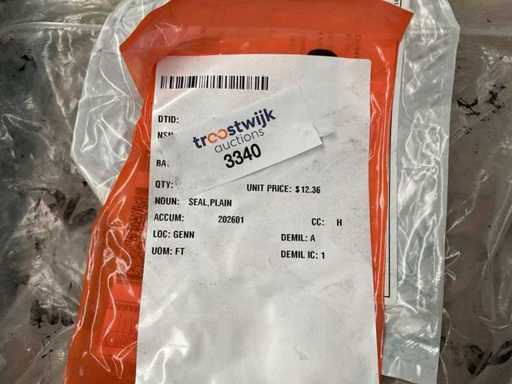 DTID:
NSN
troostwijk
auctions
3340
BA
QTY: UNIT PRICE: $12.36
NOUN: SEAL,PLAIN
ACCUM: 202601 CC: H
LOC: GENN DEMIL: A
UOM: FT DEMIL IC: 1